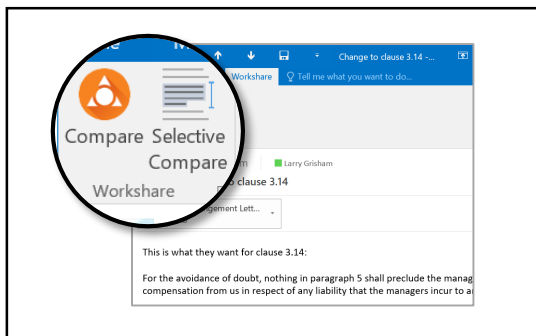 Change to clause 3.14 -...
Workshare Tell me what you want to do...
Compare Selective
Compare
Workshare
Larry Grisham
clause 3.14
gement Lett...
This is what they want for clause 3.14:
For the avoidance of doubt, nothing in paragraph 5 shall preclude the manag
compensation from us in respect of any liability that the managers incur to